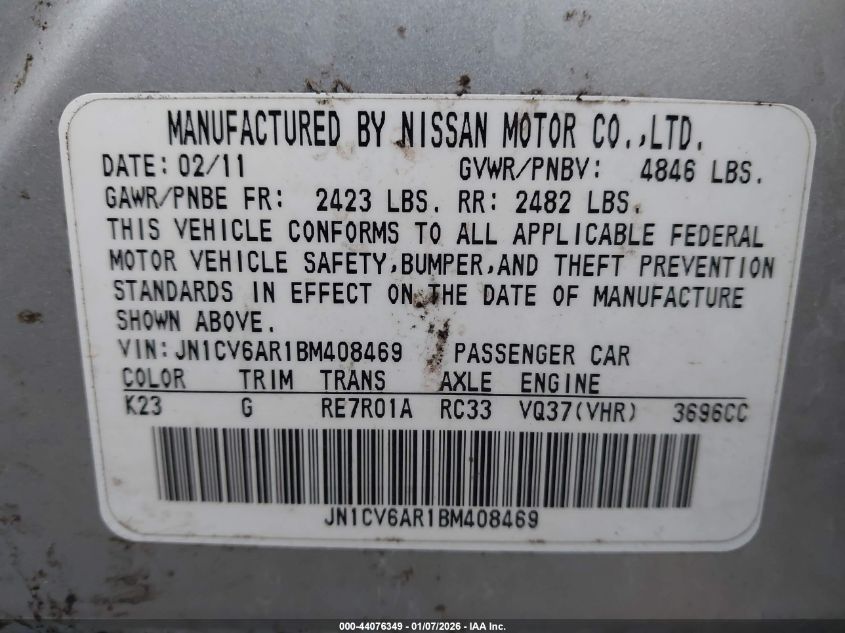 MANUFACTURED BY NISSAN MOTOR CO.,LTD.
DATE: 02/11 GVWR/PNBV: 4846 LBS.
GAWR/PNBE FR: 2423 LBS. RR: 2482 LBS.
THIS VEHICLE CONFORMS TO ALL APPLICABLE FEDERAL
MOTOR VEHICLE SAFETY,BUMPER,AND THEFT PREVENTION
STANDARDS IN EFFECT ON THE DATE OF MANUFACTURE
SHOWN ABOVE.
VIN: JN1CV6AR1BM408469 PASSENGER CAR
COLOR TRIM TRANS AXLE ENGINE
K23 G RE7R01A RC33 VQ37(VHR) 3696CC
JN1CV6AR1BM408469
000-44076349 - 01/07/2026 - IAA Inc.